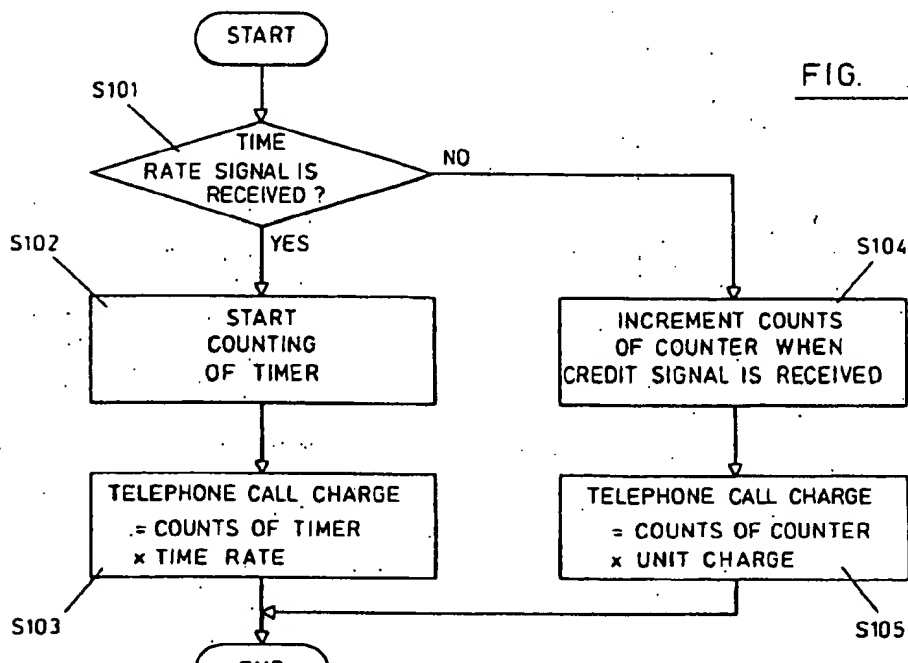 START
FIG.
S101
TIME
RATE SIGNAL IS
RECEIVED ?
NO
YES
S102
S104
START
COUNTING
OF TIMER
INCREMENT COUNTS
OF COUNTER WHEN
CREDIT SIGNAL IS RECEIVED
TELEPHONE CALL CHARGE
= COUNTS OF TIMER
x TIME RATE
TELEPHONE CALL CHARGE
= COUNTS OF COUNTER
x UNIT CHARGE
S103
S105